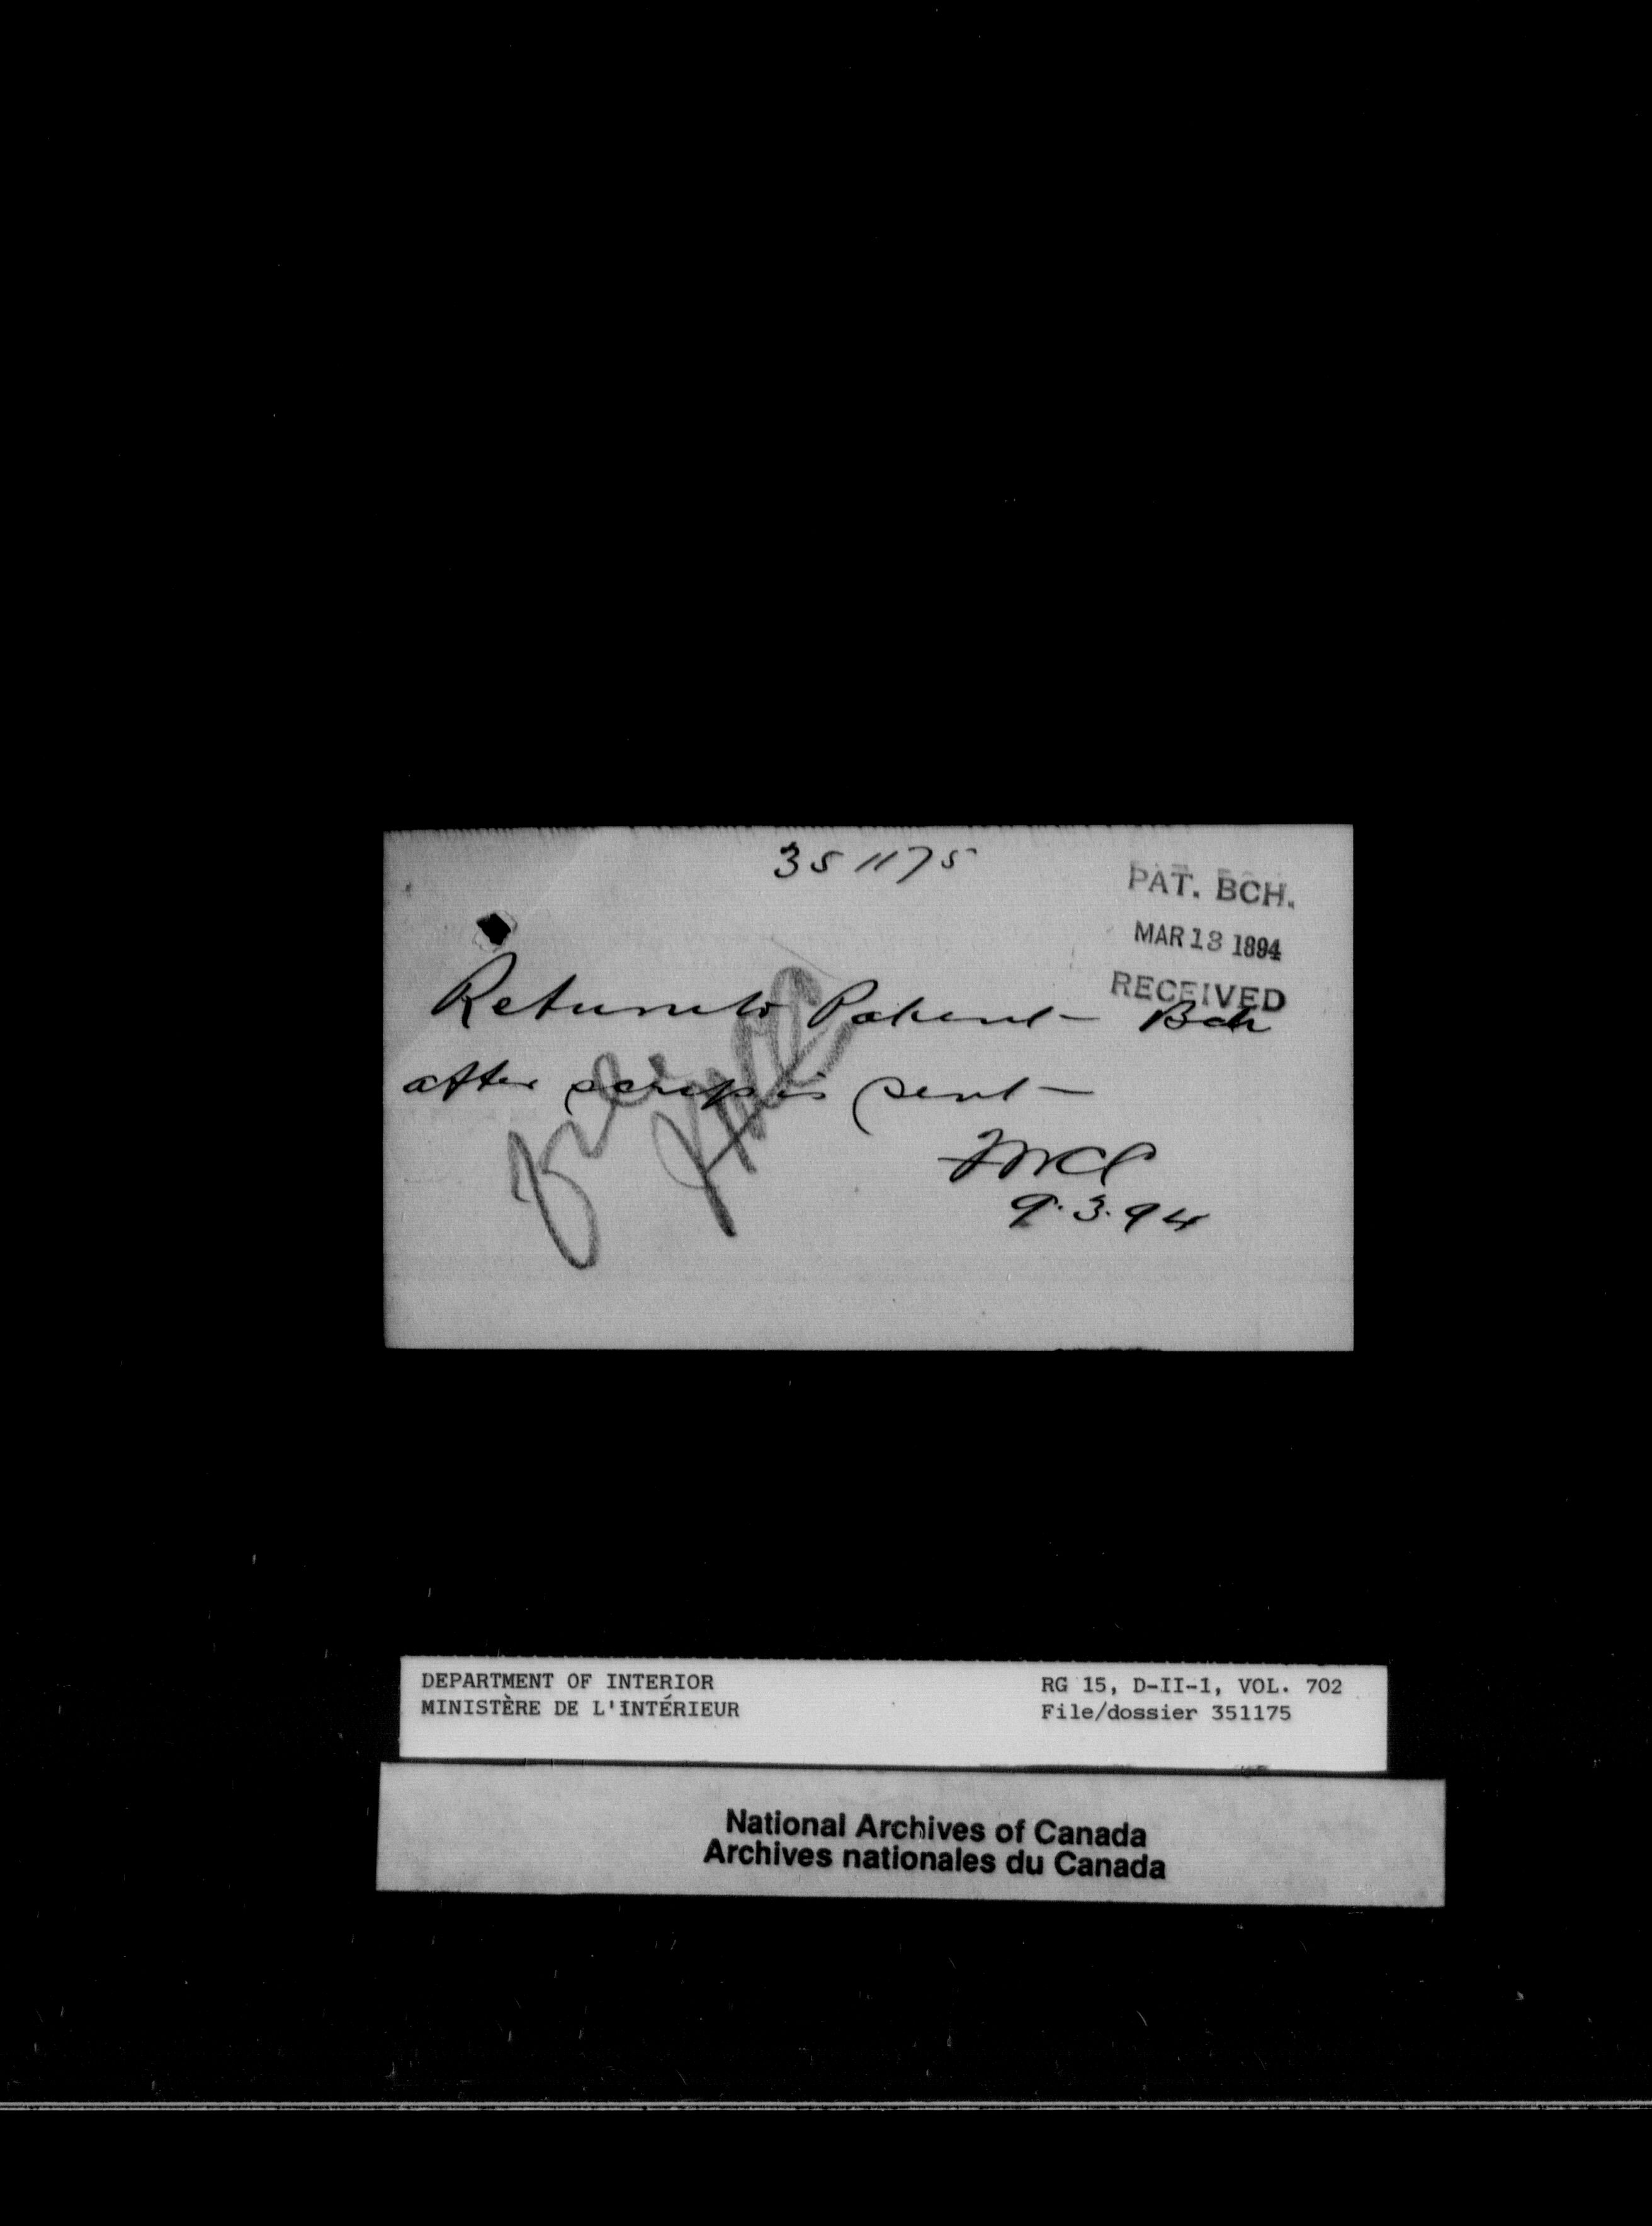 351175
PAT. BCH.
MAR 13 1894
RECEIVED
Return to Patent Bch
after scrip is sent
9.3.94
DEPARTMENT OF INTERIOR
MINISTÈRE DE L'INTÉRIEUR
RG 15, D-II-1, VOL. 702
File/dossier 351175
National Archives of Canada
Archives nationales du Canada